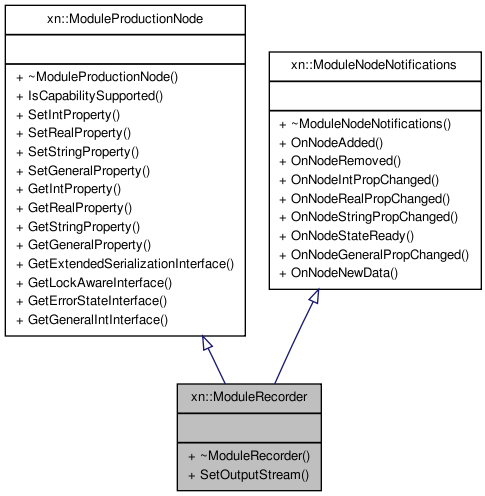 xn::ModuleProductionNode
+ ~ModuleProductionNode()
+ IsCapabilitySupported()
+ SetIntProperty()
+ SetRealProperty()
+ SetStringProperty()
+ SetGeneralProperty()
+ GetIntProperty()
+ GetRealProperty()
+ GetStringProperty()
+ GetGeneralProperty()
+ GetExtendedSerializationInterface()
+ GetLockAwareInterface()
+ GetErrorStateInterface()
+ GetGeneralIntInterface()
xn::ModuleNodeNotifications
+ ~ModuleNodeNotifications()
+ OnNodeAdded()
+ OnNodeRemoved()
+ OnNodeIntPropChanged()
+ OnNodeRealPropChanged()
+ OnNodeStringPropChanged()
+ OnNodeStateReady()
+ OnNodeGeneralPropChanged()
+ OnNodeNewData()
xn::ModuleRecorder
+ ~ModuleRecorder()
+ SetOutputStream()